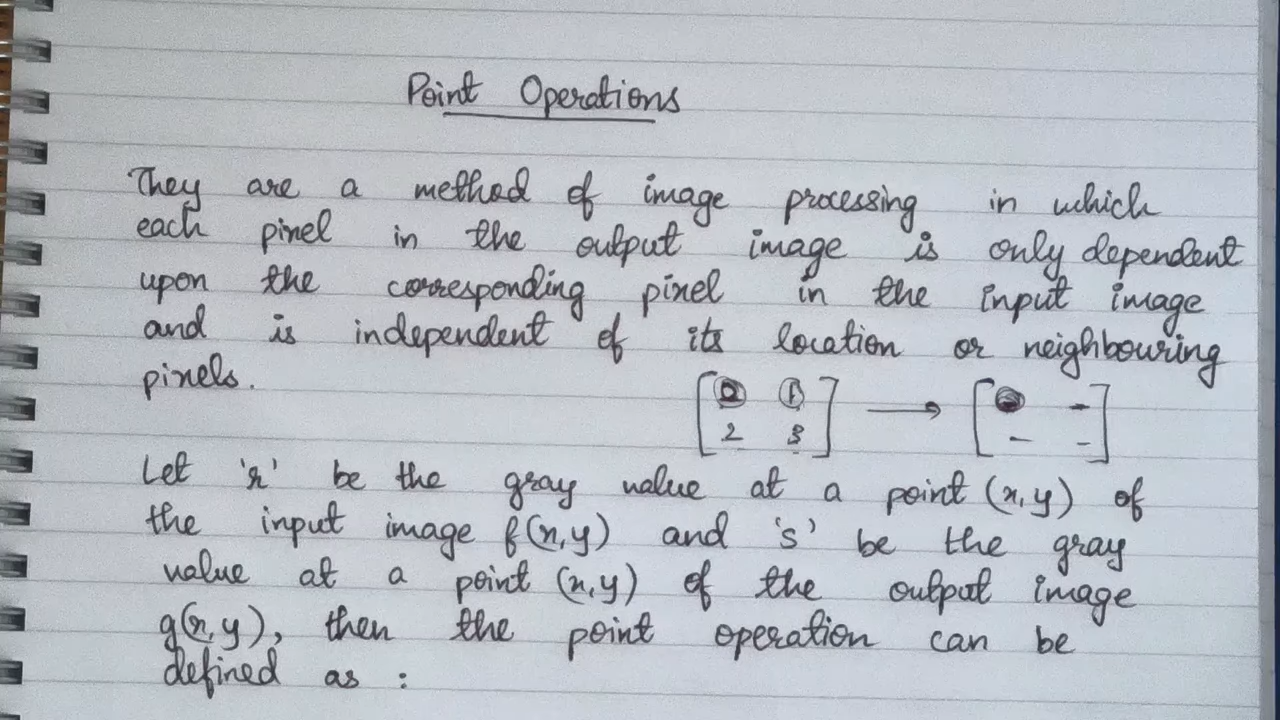 Point Operations
They are a method of image processing in which
each pixel in the output image is only dependent
upon the corresponding pixel in the input image
and is independent of its location or neighbouring
pixels.
[0 1] → [ -]
[2 3] [- -]
Let 'r' be the gray value at a point (x,y) of
the input image f(x,y) and 's' be the gray
value at a point (x,y) of the output image
g(x,y), then the point operation can be
defined as :